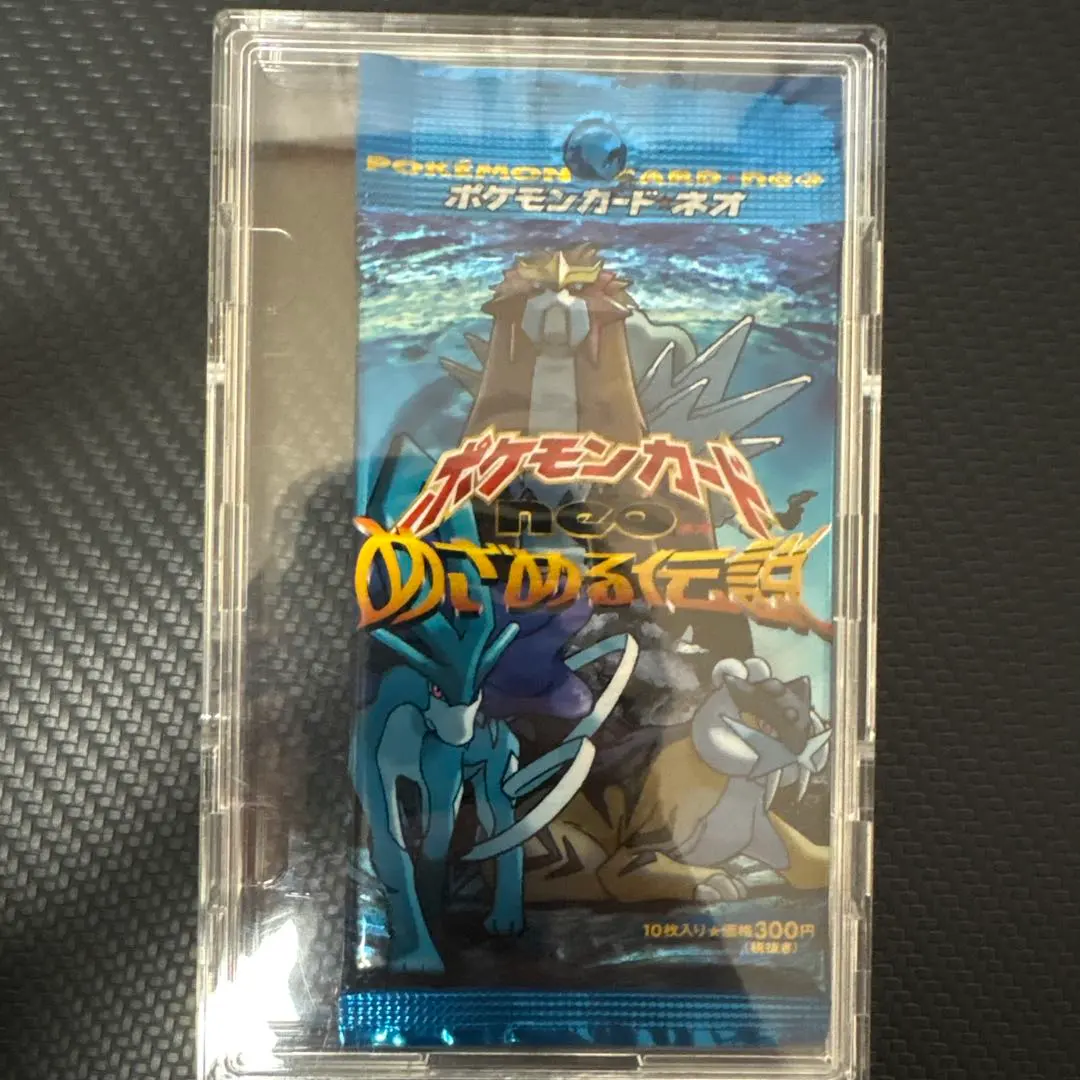 POKÉMON CARD neo
ポケモンカード★ネオ
ポケモンカード
neo
めざめる伝説
10枚入り★価格300円
(税抜き)